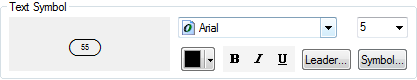 Text Symbol
55
Arial
5
B I U Leader... Symbol...